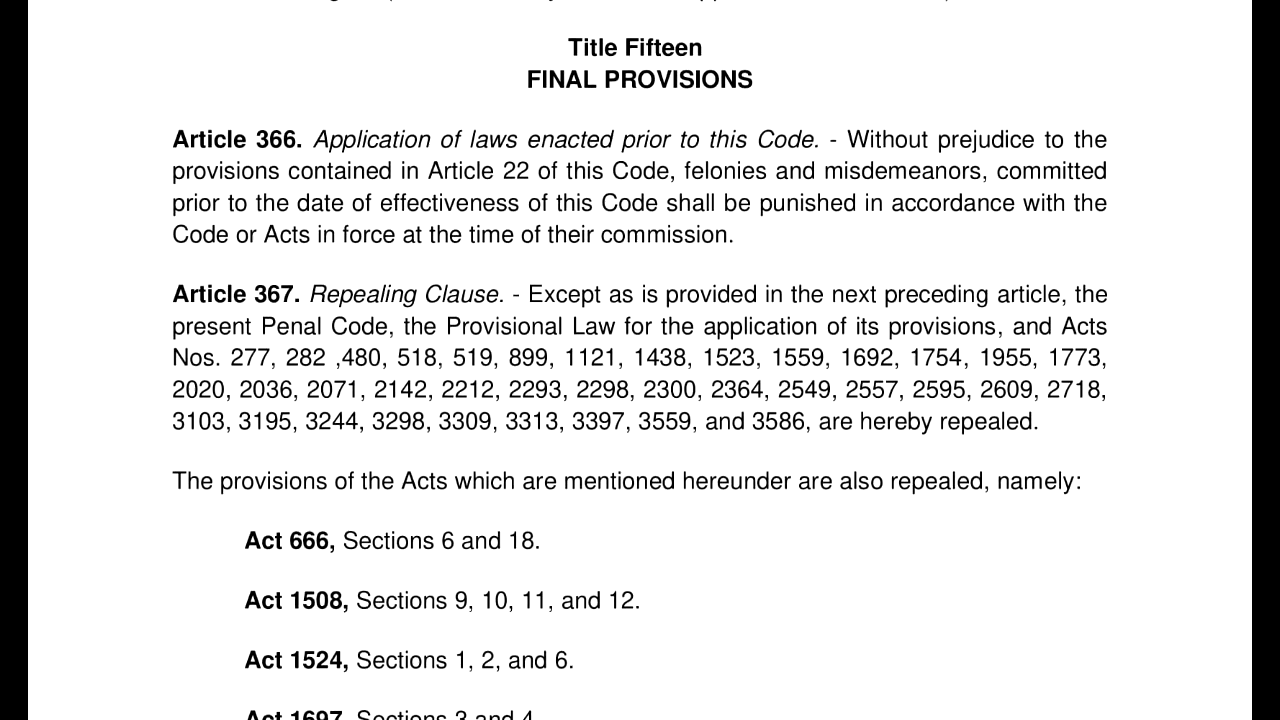 Title Fifteen
FINAL PROVISIONS
Article 366. Application of laws enacted prior to this Code. - Without prejudice to the
provisions contained in Article 22 of this Code, felonies and misdemeanors, committed
prior to the date of effectiveness of this Code shall be punished in accordance with the
Code or Acts in force at the time of their commission.
Article 367. Repealing Clause. - Except as is provided in the next preceding article, the
present Penal Code, the Provisional Law for the application of its provisions, and Acts
Nos. 277, 282 ,480, 518, 519, 899, 1121, 1438, 1523, 1559, 1692, 1754, 1955, 1773,
2020, 2036, 2071, 2142, 2212, 2293, 2298, 2300, 2364, 2549, 2557, 2595, 2609, 2718,
3103, 3195, 3244, 3298, 3309, 3313, 3397, 3559, and 3586, are hereby repealed.
The provisions of the Acts which are mentioned hereunder are also repealed, namely:
Act 666, Sections 6 and 18.
Act 1508, Sections 9, 10, 11, and 12.
Act 1524, Sections 1, 2, and 6.
Act 1697, Sections 3 and 4